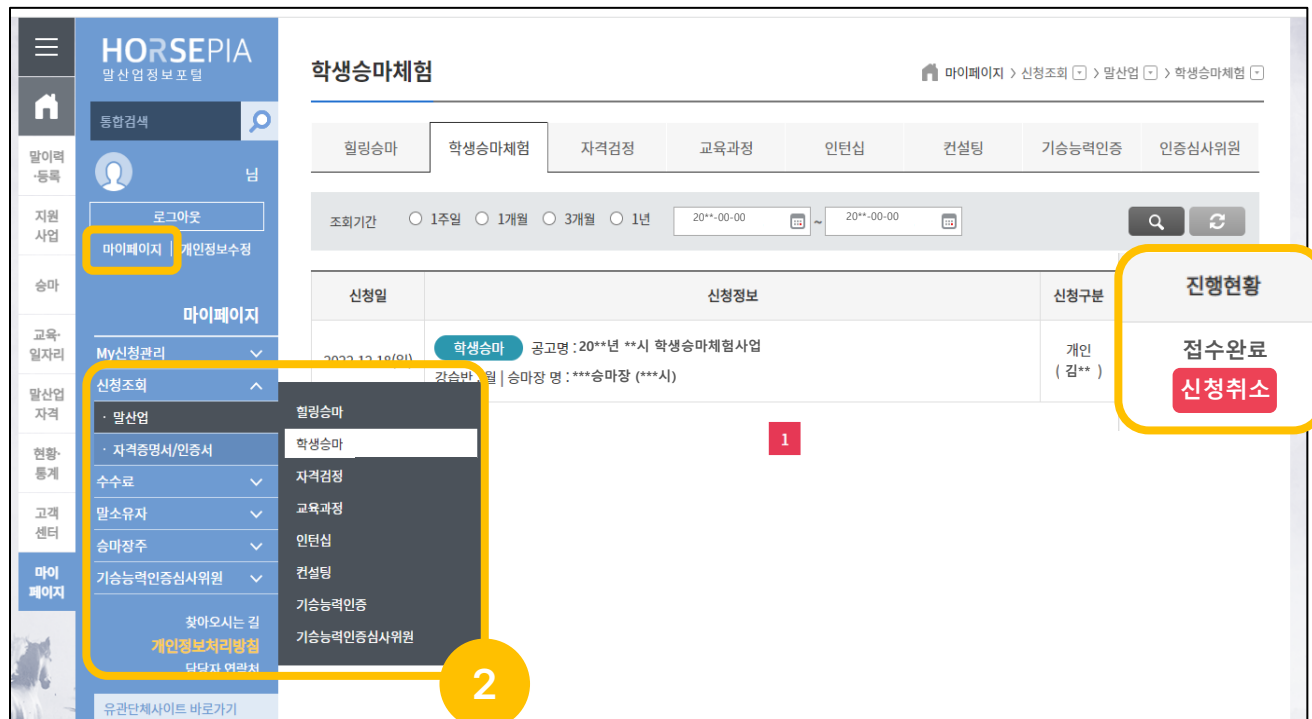 HORSEPIA
말산업정보포털
통합검색
님
로그아웃
마이페이지 | 개인정보수정
마이페이지
My신청관리
신청조회
· 말산업
· 자격증명서/인증서
수수료
말소유자
승마장주
기승능력인증심사위원
찾아오시는 길
개인정보처리방침
담당자 연락처
유관단체사이트 바로가기
말이력
·등록
지원
사업
승마
교육·
일자리
말산업
자격
현황·
통계
고객
센터
마이
페이지
힐링승마
학생승마
자격검정
교육과정
인턴십
컨설팅
기승능력인증
기승능력인증심사위원
2
학생승마체험
마이페이지 > 신청조회 > 말산업 > 학생승마체험
힐링승마 학생승마체험 자격검정 교육과정 인턴십 컨설팅 기승능력인증 인증심사위원
조회기간 1주일 1개월 3개월 1년 20**-00-00 ~ 20**-00-00
신청일 신청정보 신청구분 진행현황
2022-12-18(일)
학생승마 공고명 : 20**년 **시 학생승마체험사업
강습반 월 | 승마장 명 : ***승마장 (***시)
개인
( 김** )
접수완료
신청취소
1